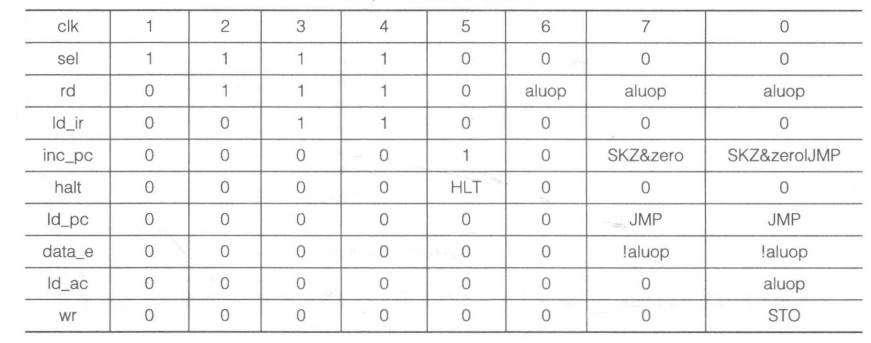 clk 1 2 3 4 5 6 7 0
sel 1 1 1 1 0 0 0 0
rd 0 1 1 1 0 aluop aluop aluop
ld_ir 0 0 1 1 0 0 0 0
inc_pc 0 0 0 0 1 0 SKZ&zero SKZ&zero|JMP
halt 0 0 0 0 HLT 0 0 0
ld_pc 0 0 0 0 0 0 JMP JMP
data_e 0 0 0 0 0 0 !aluop !aluop
ld_ac 0 0 0 0 0 0 0 aluop
wr 0 0 0 0 0 0 0 STO